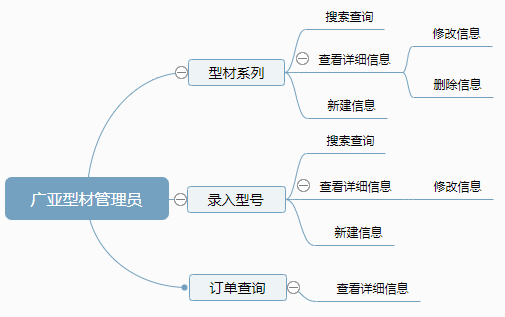 广亚型材管理员
型材系列
搜索查询
查看详细信息
修改信息
删除信息
新建信息
录入型号
搜索查询
查看详细信息
修改信息
新建信息
订单查询
查看详细信息